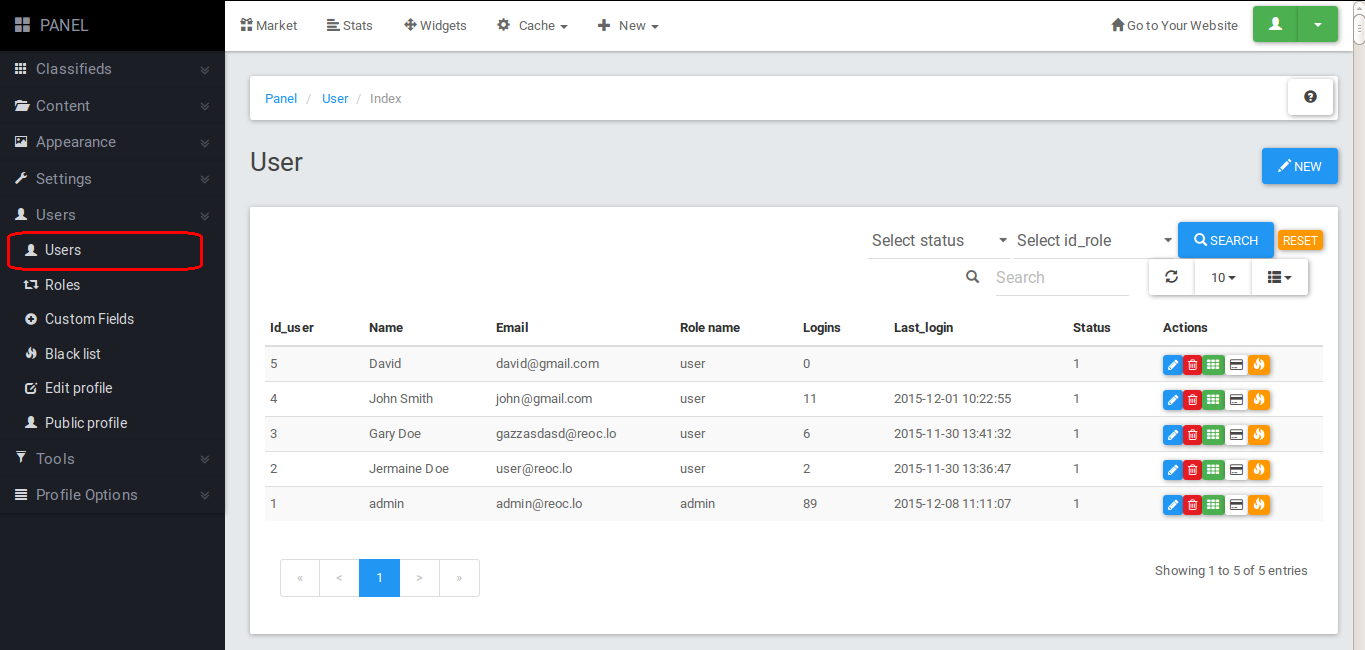 PANEL
Market Stats Widgets Cache New Go to Your Website
Classifieds
Content
Appearance
Settings
Users
Users
Roles
Custom Fields
Black list
Edit profile
Public profile
Tools
Profile Options
Panel / User / Index
User
NEW
Select status Select id_role SEARCH RESET
Search 10
Id_user Name Email Role name Logins Last_login Status Actions
5 David david@gmail.com user 0 1
4 John Smith john@gmail.com user 11 2015-12-01 10:22:55 1
3 Gary Doe gazzasdasd@reoc.lo user 6 2015-11-30 13:41:32 1
2 Jermaine Doe user@reoc.lo user 2 2015-11-30 13:36:47 1
1 admin admin@reoc.lo admin 89 2015-12-08 11:11:07 1
« < 1 > »
Showing 1 to 5 of 5 entries